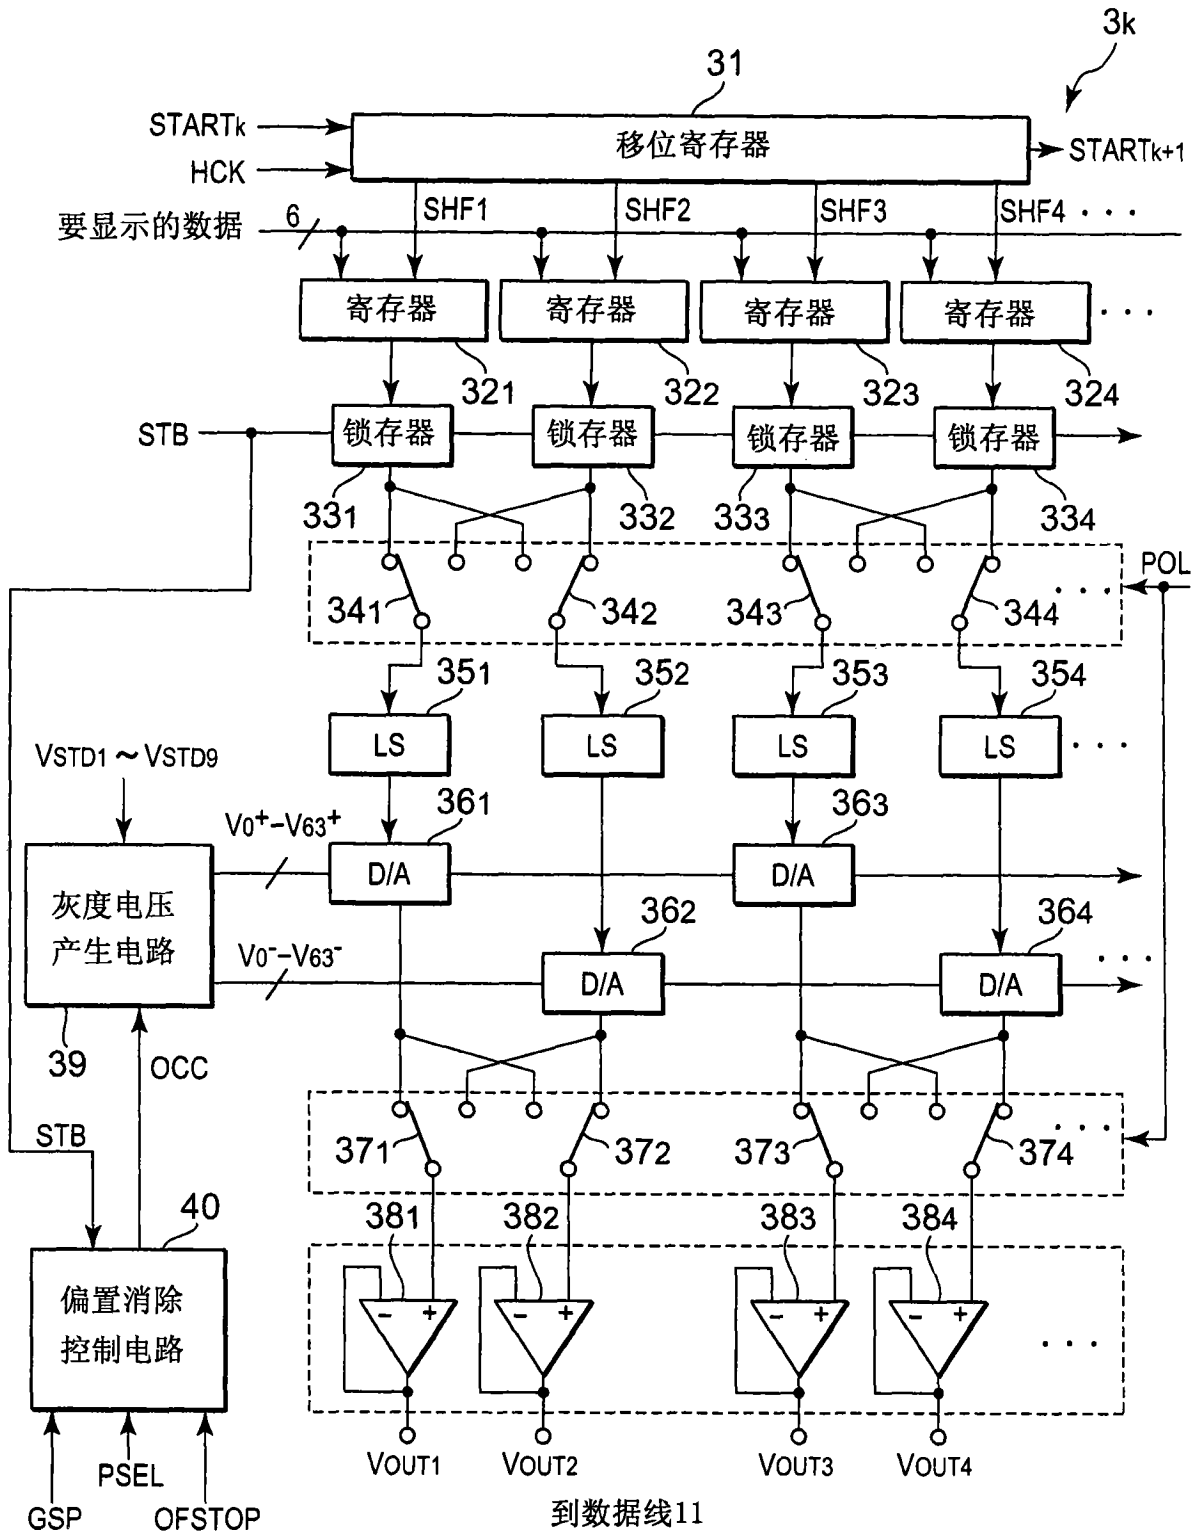 3k
31
STARTk
移位寄存器
STARTk+1
HCK
SHF1
SHF2
SHF3
SHF4 · · ·
要显示的数据
6
寄存器
寄存器
寄存器
寄存器
· · ·
321
322
323
324
STB
锁存器
锁存器
锁存器
锁存器
331
332
333
334
POL
341
342
343
344
· · ·
351
352
353
354
LS
LS
LS
LS
· · ·
VSTD1～VSTD9
361
363
V0+–V63+
D/A
D/A
灰度电压
产生电路
362
364
V0-–V63-
D/A
D/A
· · ·
39
OCC
STB
371
372
373
374
· · ·
40
381
382
383
384
偏置消除
控制电路
− +
− +
− +
− +
· · ·
GSP
PSEL
OFSTOP
VOUT1
VOUT2
VOUT3
VOUT4
到数据线11